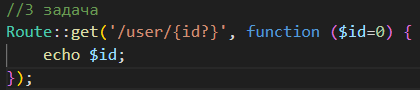 //3 задача
Route::get('/user/{id?}', function ($id=0) {
    echo $id;
});